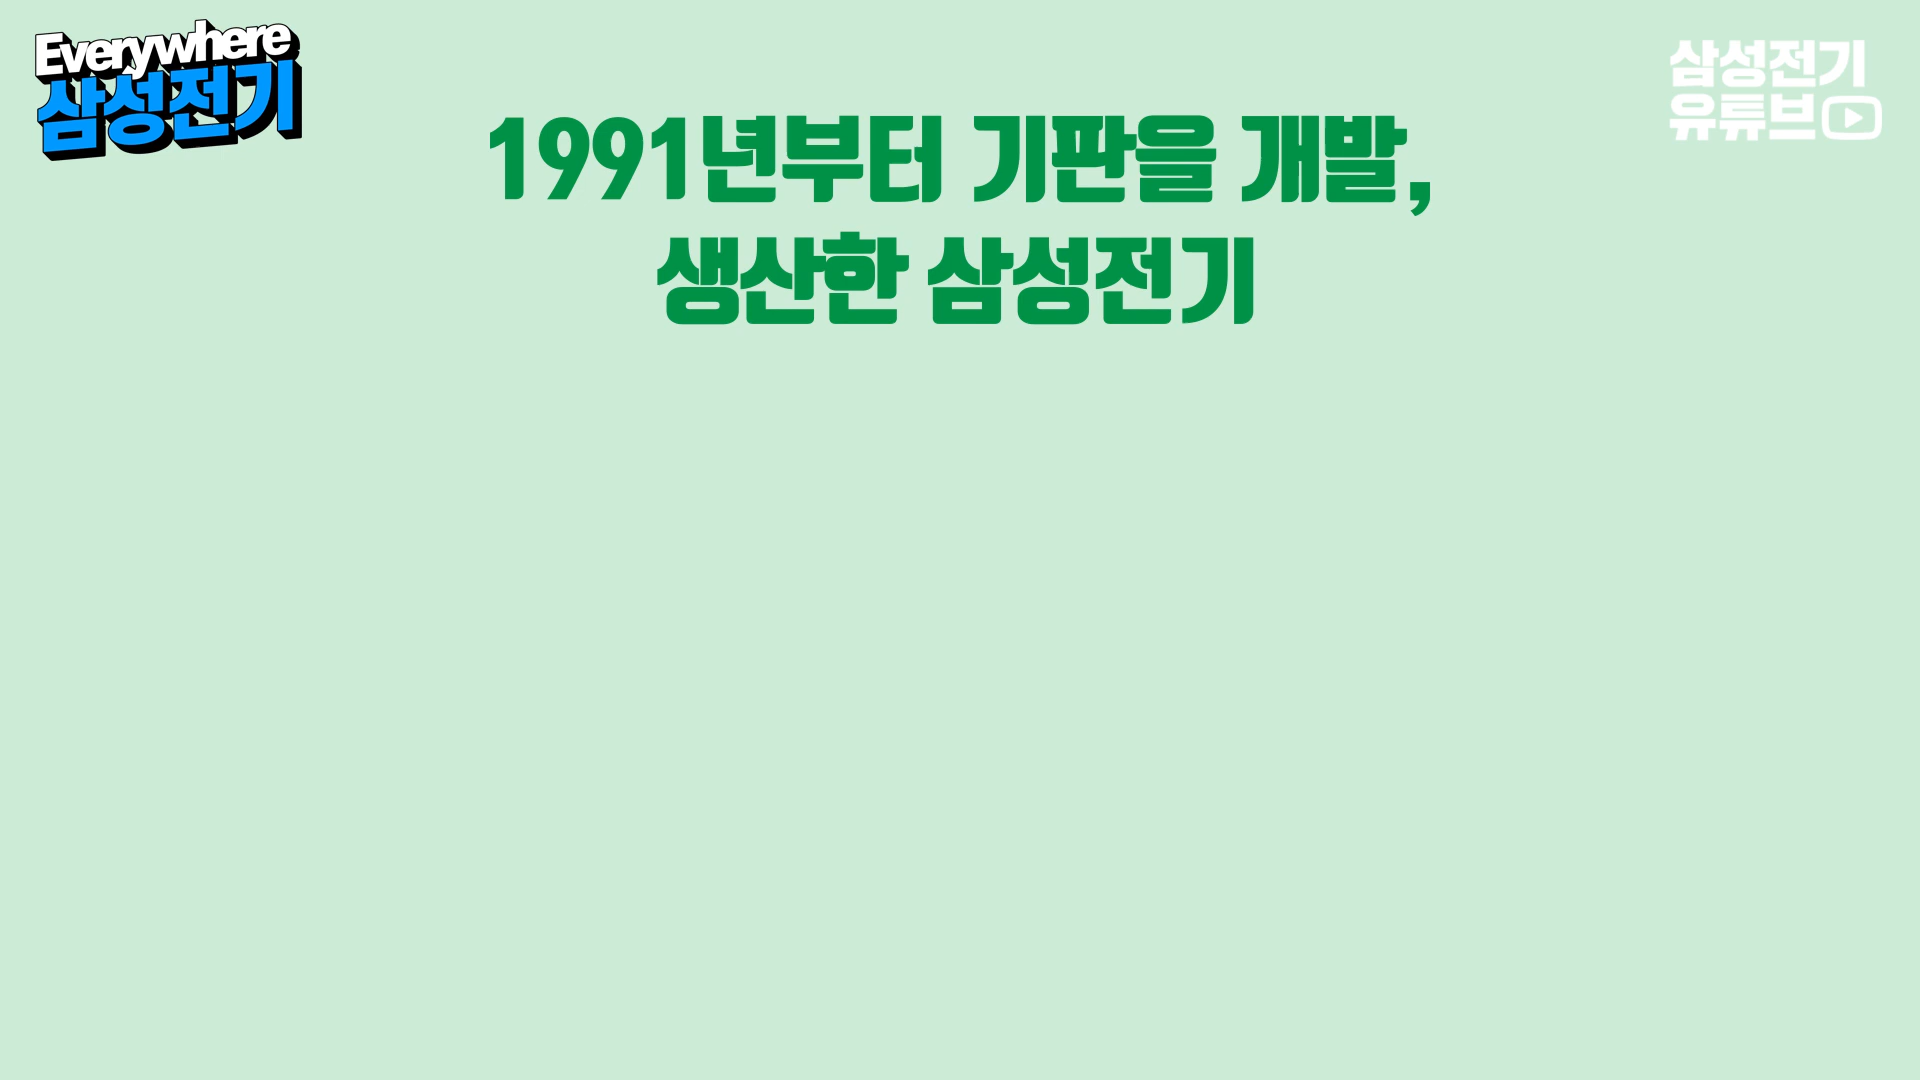 Everywhere
삼성전기
삼성전기
유튜브
1991년부터 기판을 개발,
생산한 삼성전기